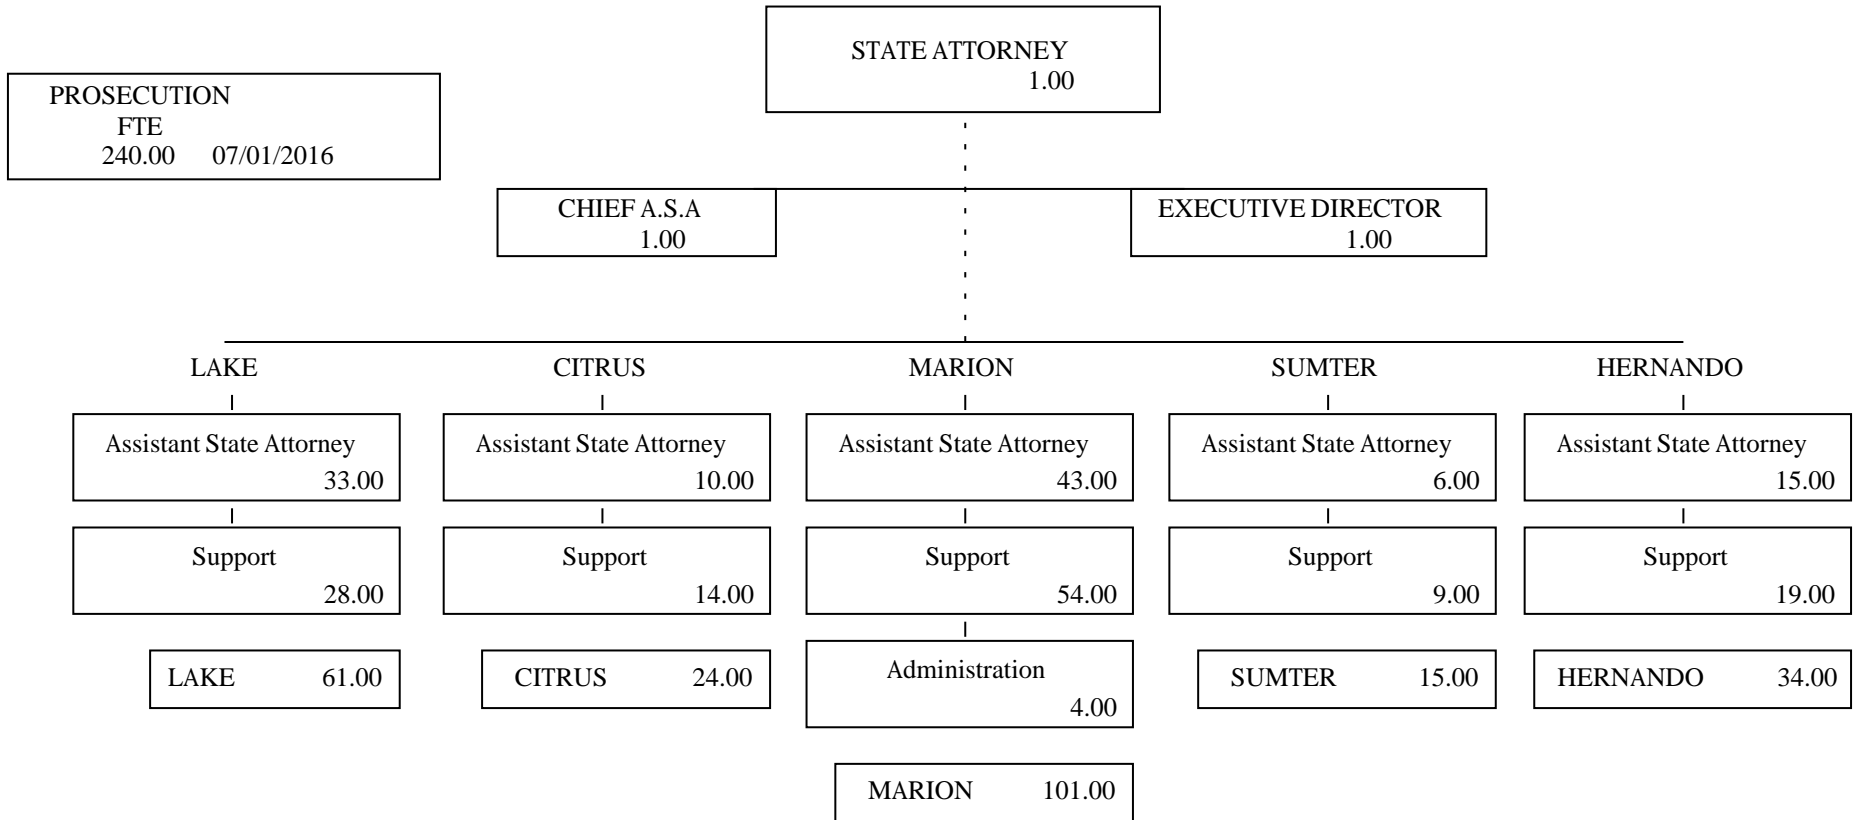 STATE ATTORNEY
1.00
PROSECUTION
FTE
240.00 07/01/2016
CHIEF A.S.A
1.00
EXECUTIVE DIRECTOR
1.00
LAKE
Assistant State Attorney
33.00
Support
28.00
LAKE 61.00
CITRUS
Assistant State Attorney
10.00
Support
14.00
CITRUS 24.00
MARION
Assistant State Attorney
43.00
Support
54.00
Administration
4.00
MARION 101.00
SUMTER
Assistant State Attorney
6.00
Support
9.00
SUMTER 15.00
HERNANDO
Assistant State Attorney
15.00
Support
19.00
HERNANDO 34.00